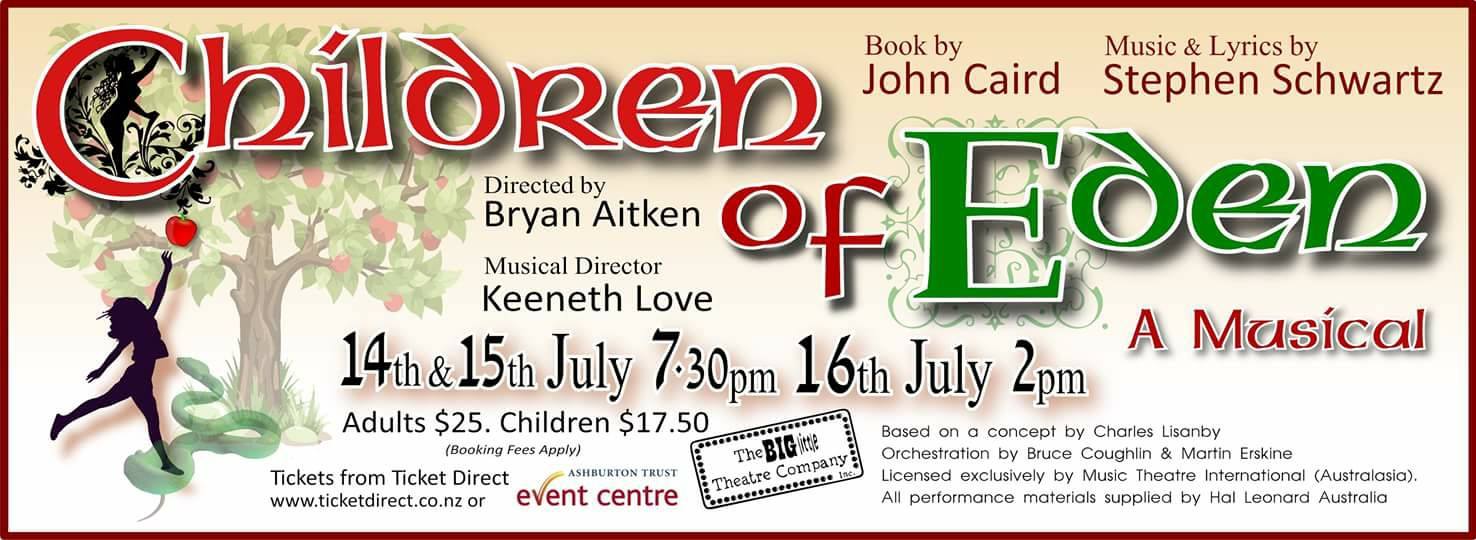 Children
of Eden
A Musical
Book by
John Caird
Music & Lyrics by
Stephen Schwartz
Directed by
Bryan Aitken
Musical Director
Keeneth Love
14th & 15th July 7·30pm 16th July 2pm
Adults $25. Children $17.50
(Booking Fees Apply)
Tickets from Ticket Direct
www.ticketdirect.co.nz or
ASHBURTON TRUST
event centre
The BIG little
Theatre Company
Inc.
Based on a concept by Charles Lisanby
Orchestration by Bruce Coughlin & Martin Erskine
Licensed exclusively by Music Theatre International (Australasia).
All performance materials supplied by Hal Leonard Australia